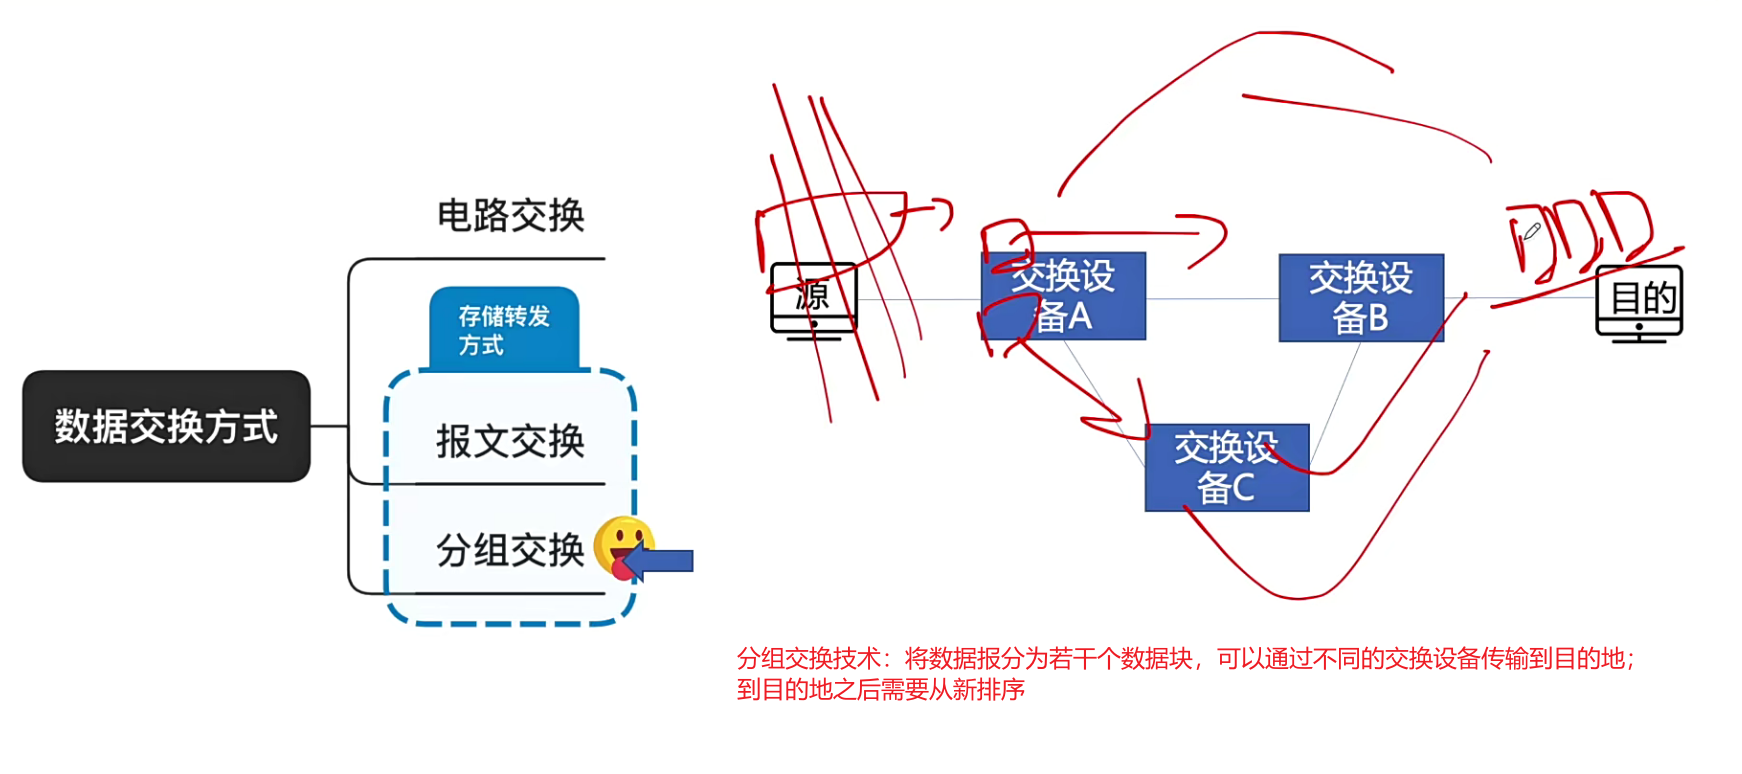 电路交换
存储转发
方式
数据交换方式
报文交换
分组交换
源
交换设
备A
交换设
备B
目的
交换设
备C
分组交换技术：将数据报分为若干个数据块，可以通过不同的交换设备传输到目的地；
到目的地之后需要从新排序